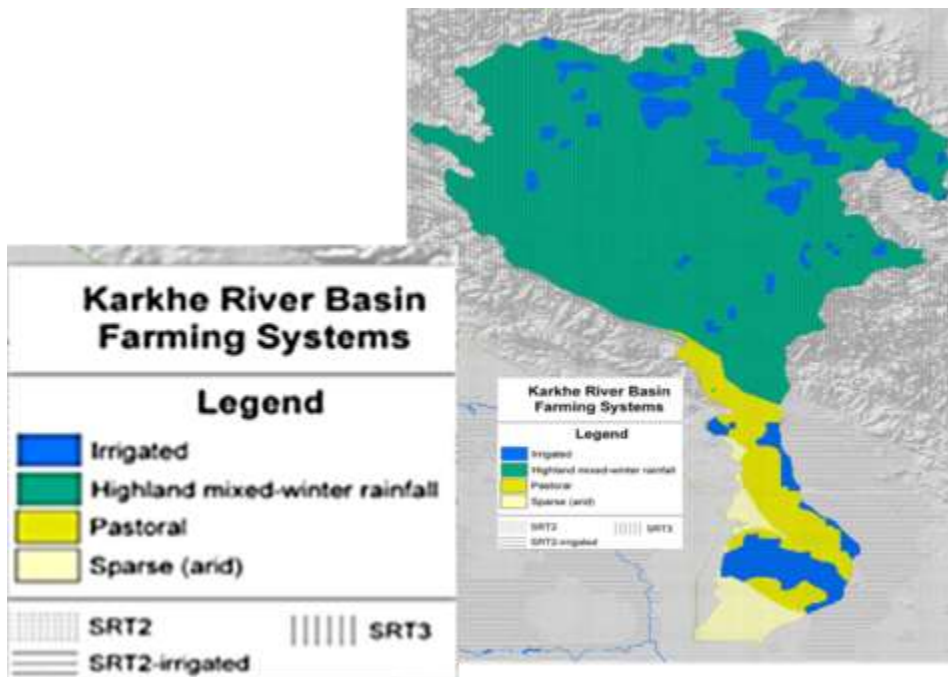 Karkhe River Basin
Farming Systems
Legend
Irrigated
Highland mixed-winter rainfall
Pastoral
Sparse (arid)
SRT2
SRT3
SRT2-irrigated
Karkhe River Basin
Farming Systems
Legend
Irrigated
Highland mixed-winter rainfall
Pastoral
Sparse (arid)
SRT2
SRT3
SRT2-irrigated